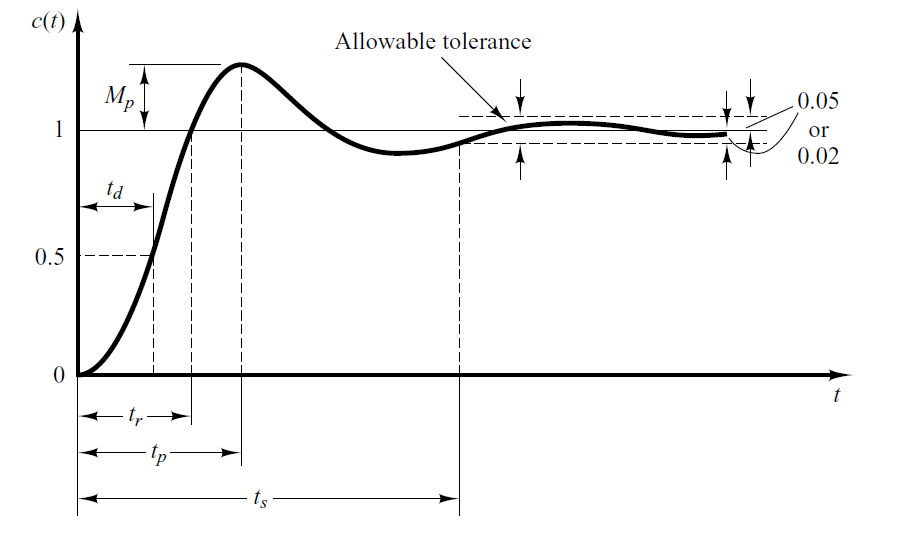 c(t)
Allowable tolerance
M_p
0.05
1
or
0.02
t_d
0.5
0
t
t_r
t_p
t_s